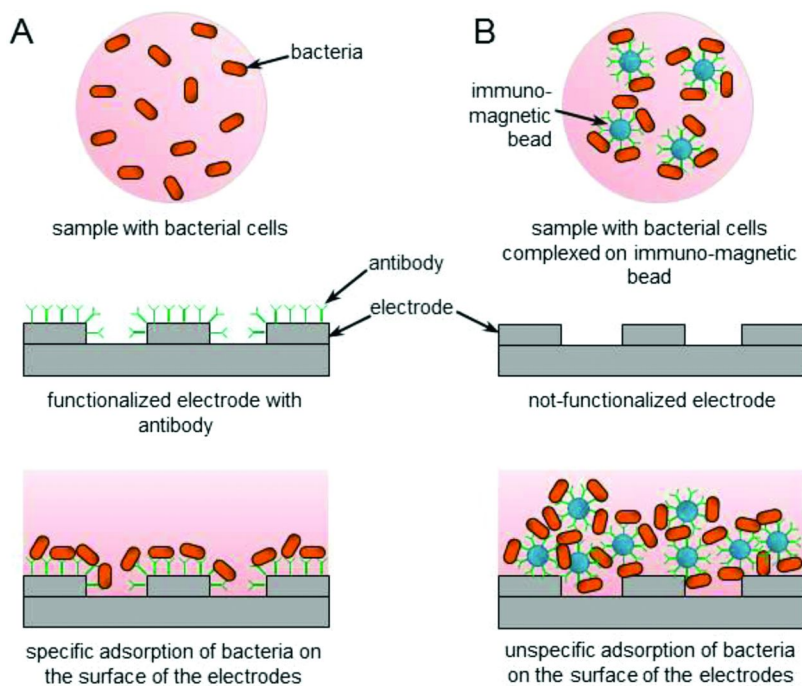 A
B
bacteria
immuno-
magnetic
bead
sample with bacterial cells
sample with bacterial cells
complexed on immuno-magnetic
bead
antibody
electrode
functionalized electrode with
antibody
not-functionalized electrode
specific adsorption of bacteria on
the surface of the electrodes
unspecific adsorption of bacteria
on the surface of the electrodes